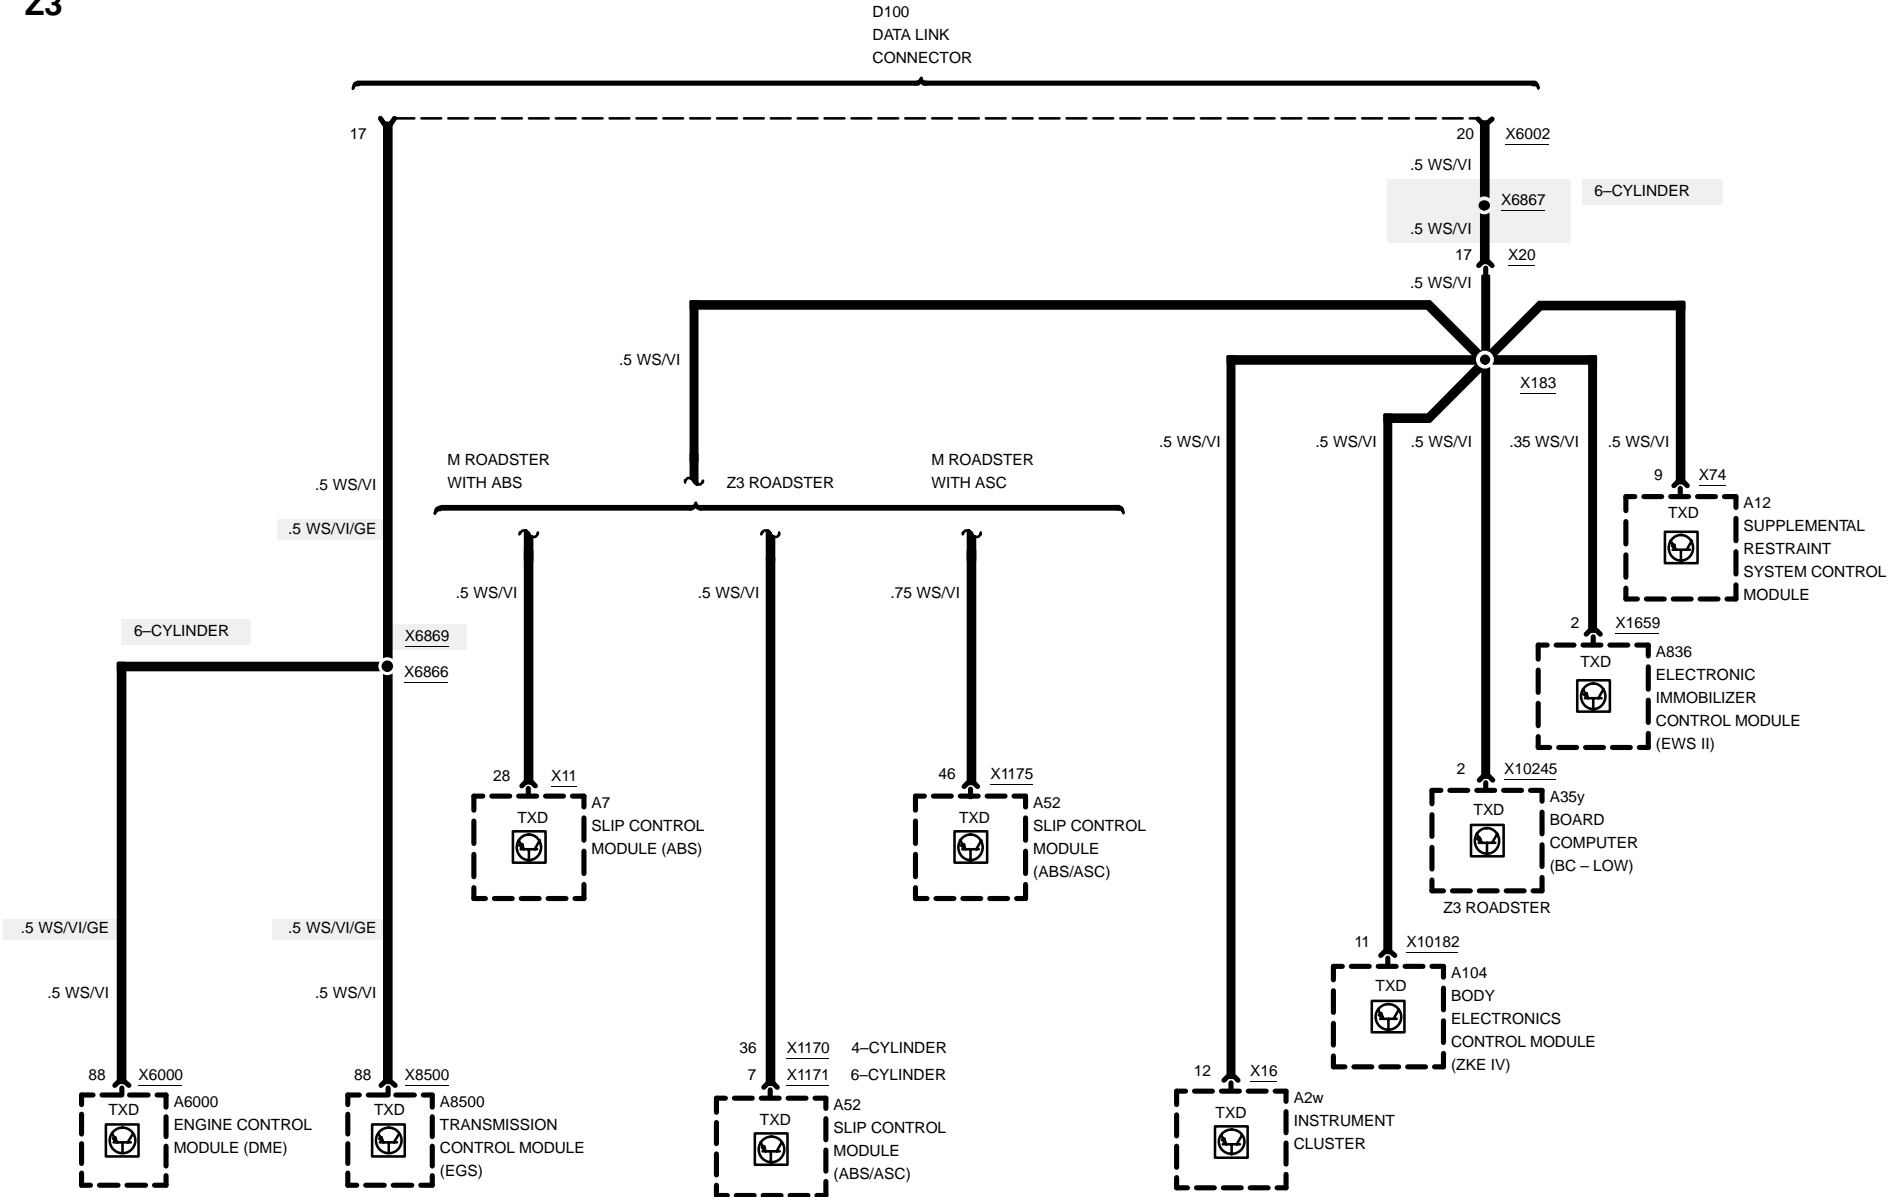 Z3
D100
DATA LINK
CONNECTOR
17
20 X6002
.5 WS/VI
X6867
6–CYLINDER
.5 WS/VI
17 X20
.5 WS/VI
.5 WS/VI
X183
.5 WS/VI
.5 WS/VI
.5 WS/VI
.35 WS/VI
.5 WS/VI
M ROADSTER
WITH ABS
Z3 ROADSTER
M ROADSTER
WITH ASC
.5 WS/VI
.5 WS/VI/GE
9 X74
TXD
A12
SUPPLEMENTAL
RESTRAINT
SYSTEM CONTROL
MODULE
.5 WS/VI
.5 WS/VI
.75 WS/VI
6–CYLINDER
X6869
X6866
2 X1659
TXD
A836
ELECTRONIC
IMMOBILIZER
CONTROL MODULE
(EWS II)
28 X11
TXD
A7
SLIP CONTROL
MODULE (ABS)
46 X1175
TXD
A52
SLIP CONTROL
MODULE
(ABS/ASC)
2 X10245
TXD
A35y
BOARD
COMPUTER
(BC – LOW)
Z3 ROADSTER
.5 WS/VI/GE
.5 WS/VI/GE
.5 WS/VI
.5 WS/VI
11 X10182
TXD
A104
BODY
ELECTRONICS
CONTROL MODULE
(ZKE IV)
88 X6000
TXD
A6000
ENGINE CONTROL
MODULE (DME)
88 X8500
TXD
A8500
TRANSMISSION
CONTROL MODULE
(EGS)
36 X1170 4–CYLINDER
7 X1171 6–CYLINDER
TXD
A52
SLIP CONTROL
MODULE
(ABS/ASC)
12 X16
TXD
A2w
INSTRUMENT
CLUSTER